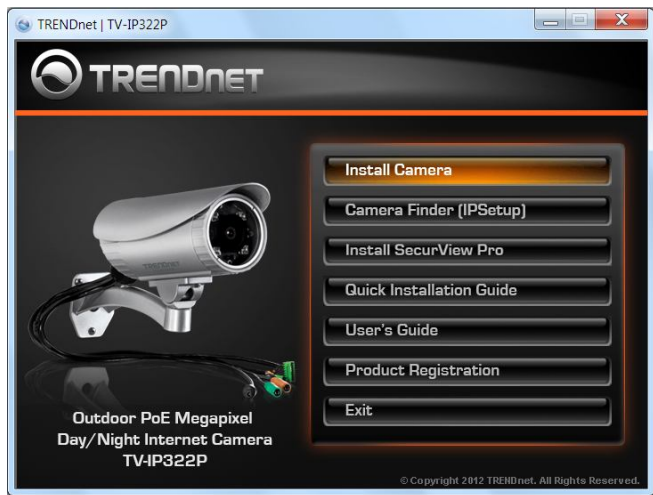 TRENDnet | TV-IP322P
TRENDNET
Install Camera
Camera Finder (IPSetup)
Install SecurView Pro
Quick Installation Guide
User's Guide
Product Registration
Exit
TRENDNET
Outdoor PoE Megapixel
Day/Night Internet Camera
TV-IP322P
© Copyright 2012 TRENDnet. All Rights Reserved.